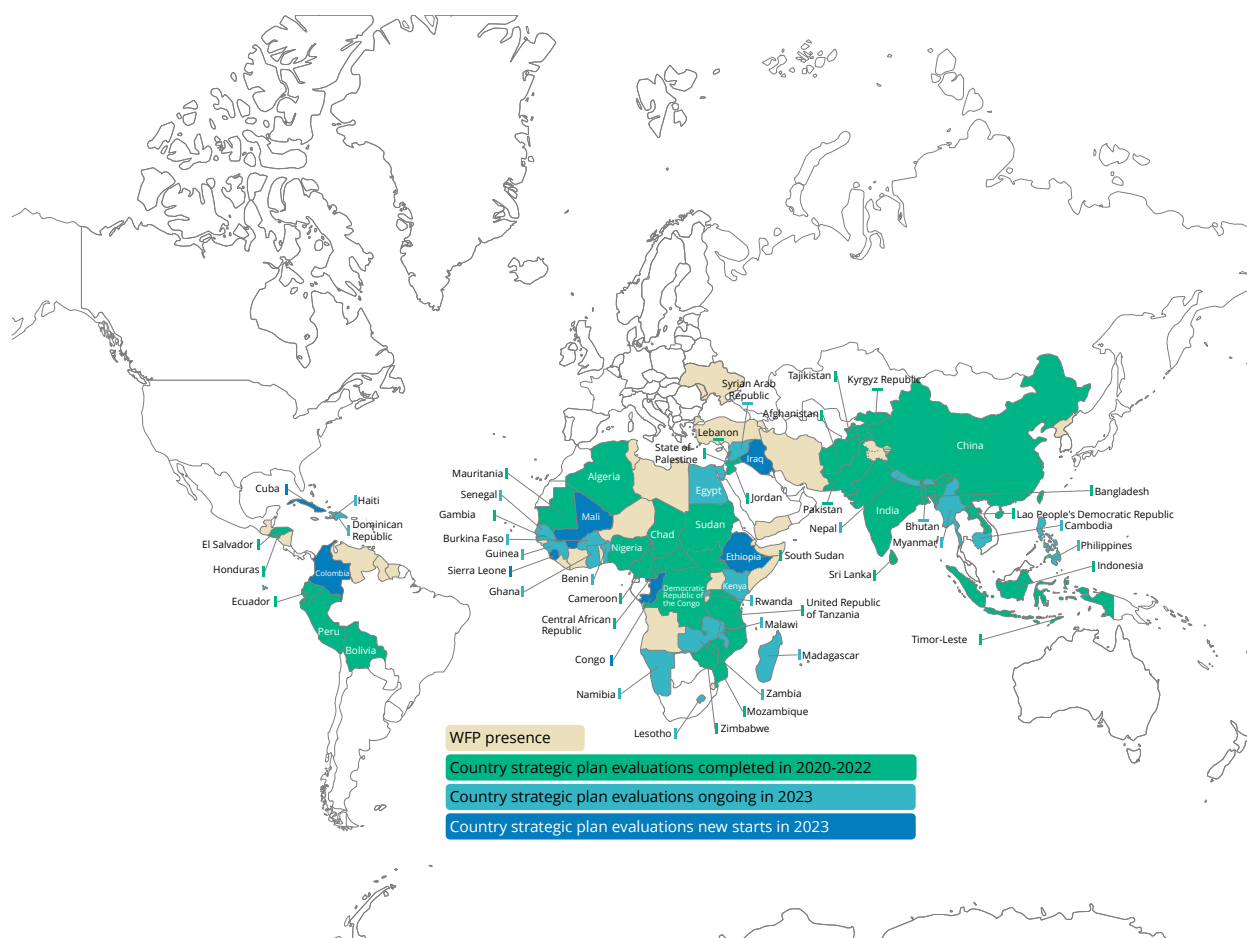 Tajikistan
Kyrgyz Republic
Syrian Arab
Republic
Afghanistan
Lebanon
State of
Palestine
Iraq
China
Mauritania
Algeria
Cuba
Haiti
Senegal
Egypt
Jordan
Bangladesh
Gambia
Mali
Pakistan
India
Lao People's Democratic Republic
Dominican
Republic
Sudan
Nepal
Bhutan
Cambodia
El Salvador
Burkina Faso
Chad
Myanmar
Philippines
Guinea
Nigeria
Ethiopia
South Sudan
Honduras
Colombia
Sierra Leone
Benin
Sri Lanka
Indonesia
Ghana
Kenya
Democratic
Republic of
the Congo
Ecuador
Cameroon
Rwanda
United Republic
of Tanzania
Central African
Republic
Malawi
Peru
Timor-Leste
Bolivia
Congo
Madagascar
Namibia
Zambia
Mozambique
Lesotho
Zimbabwe
WFP presence
Country strategic plan evaluations completed in 2020-2022
Country strategic plan evaluations ongoing in 2023
Country strategic plan evaluations new starts in 2023